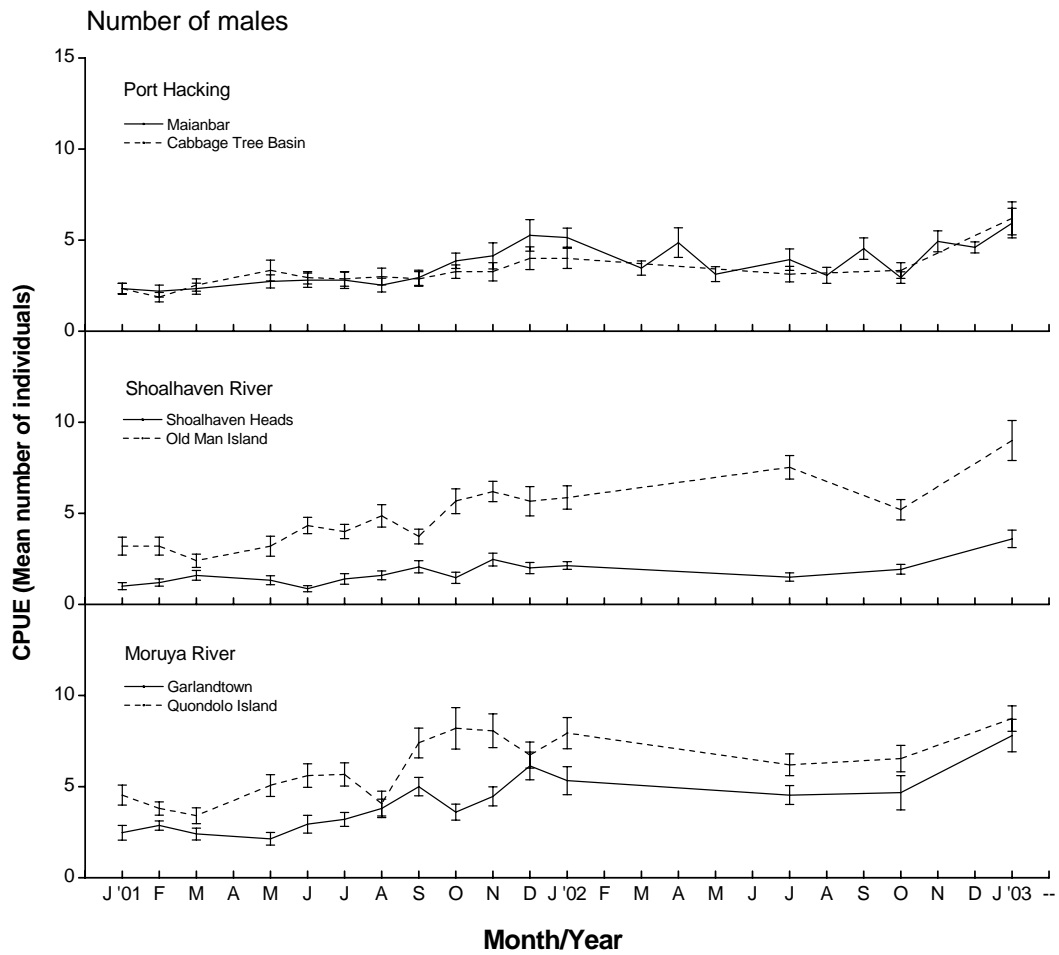 Number of males
15
Port Hacking
Maianbar
Cabbage Tree Basin
10
5
0
Shoalhaven River
Shoalhaven Heads
Old Man Island
10
5
0
Moruya River
Garlandtown
Quondolo Island
10
5
0
CPUE (Mean number of individuals)
J '01 F M A M J J A S O N D J '02 F M A M J J A S O N D J '03 --
Month/Year